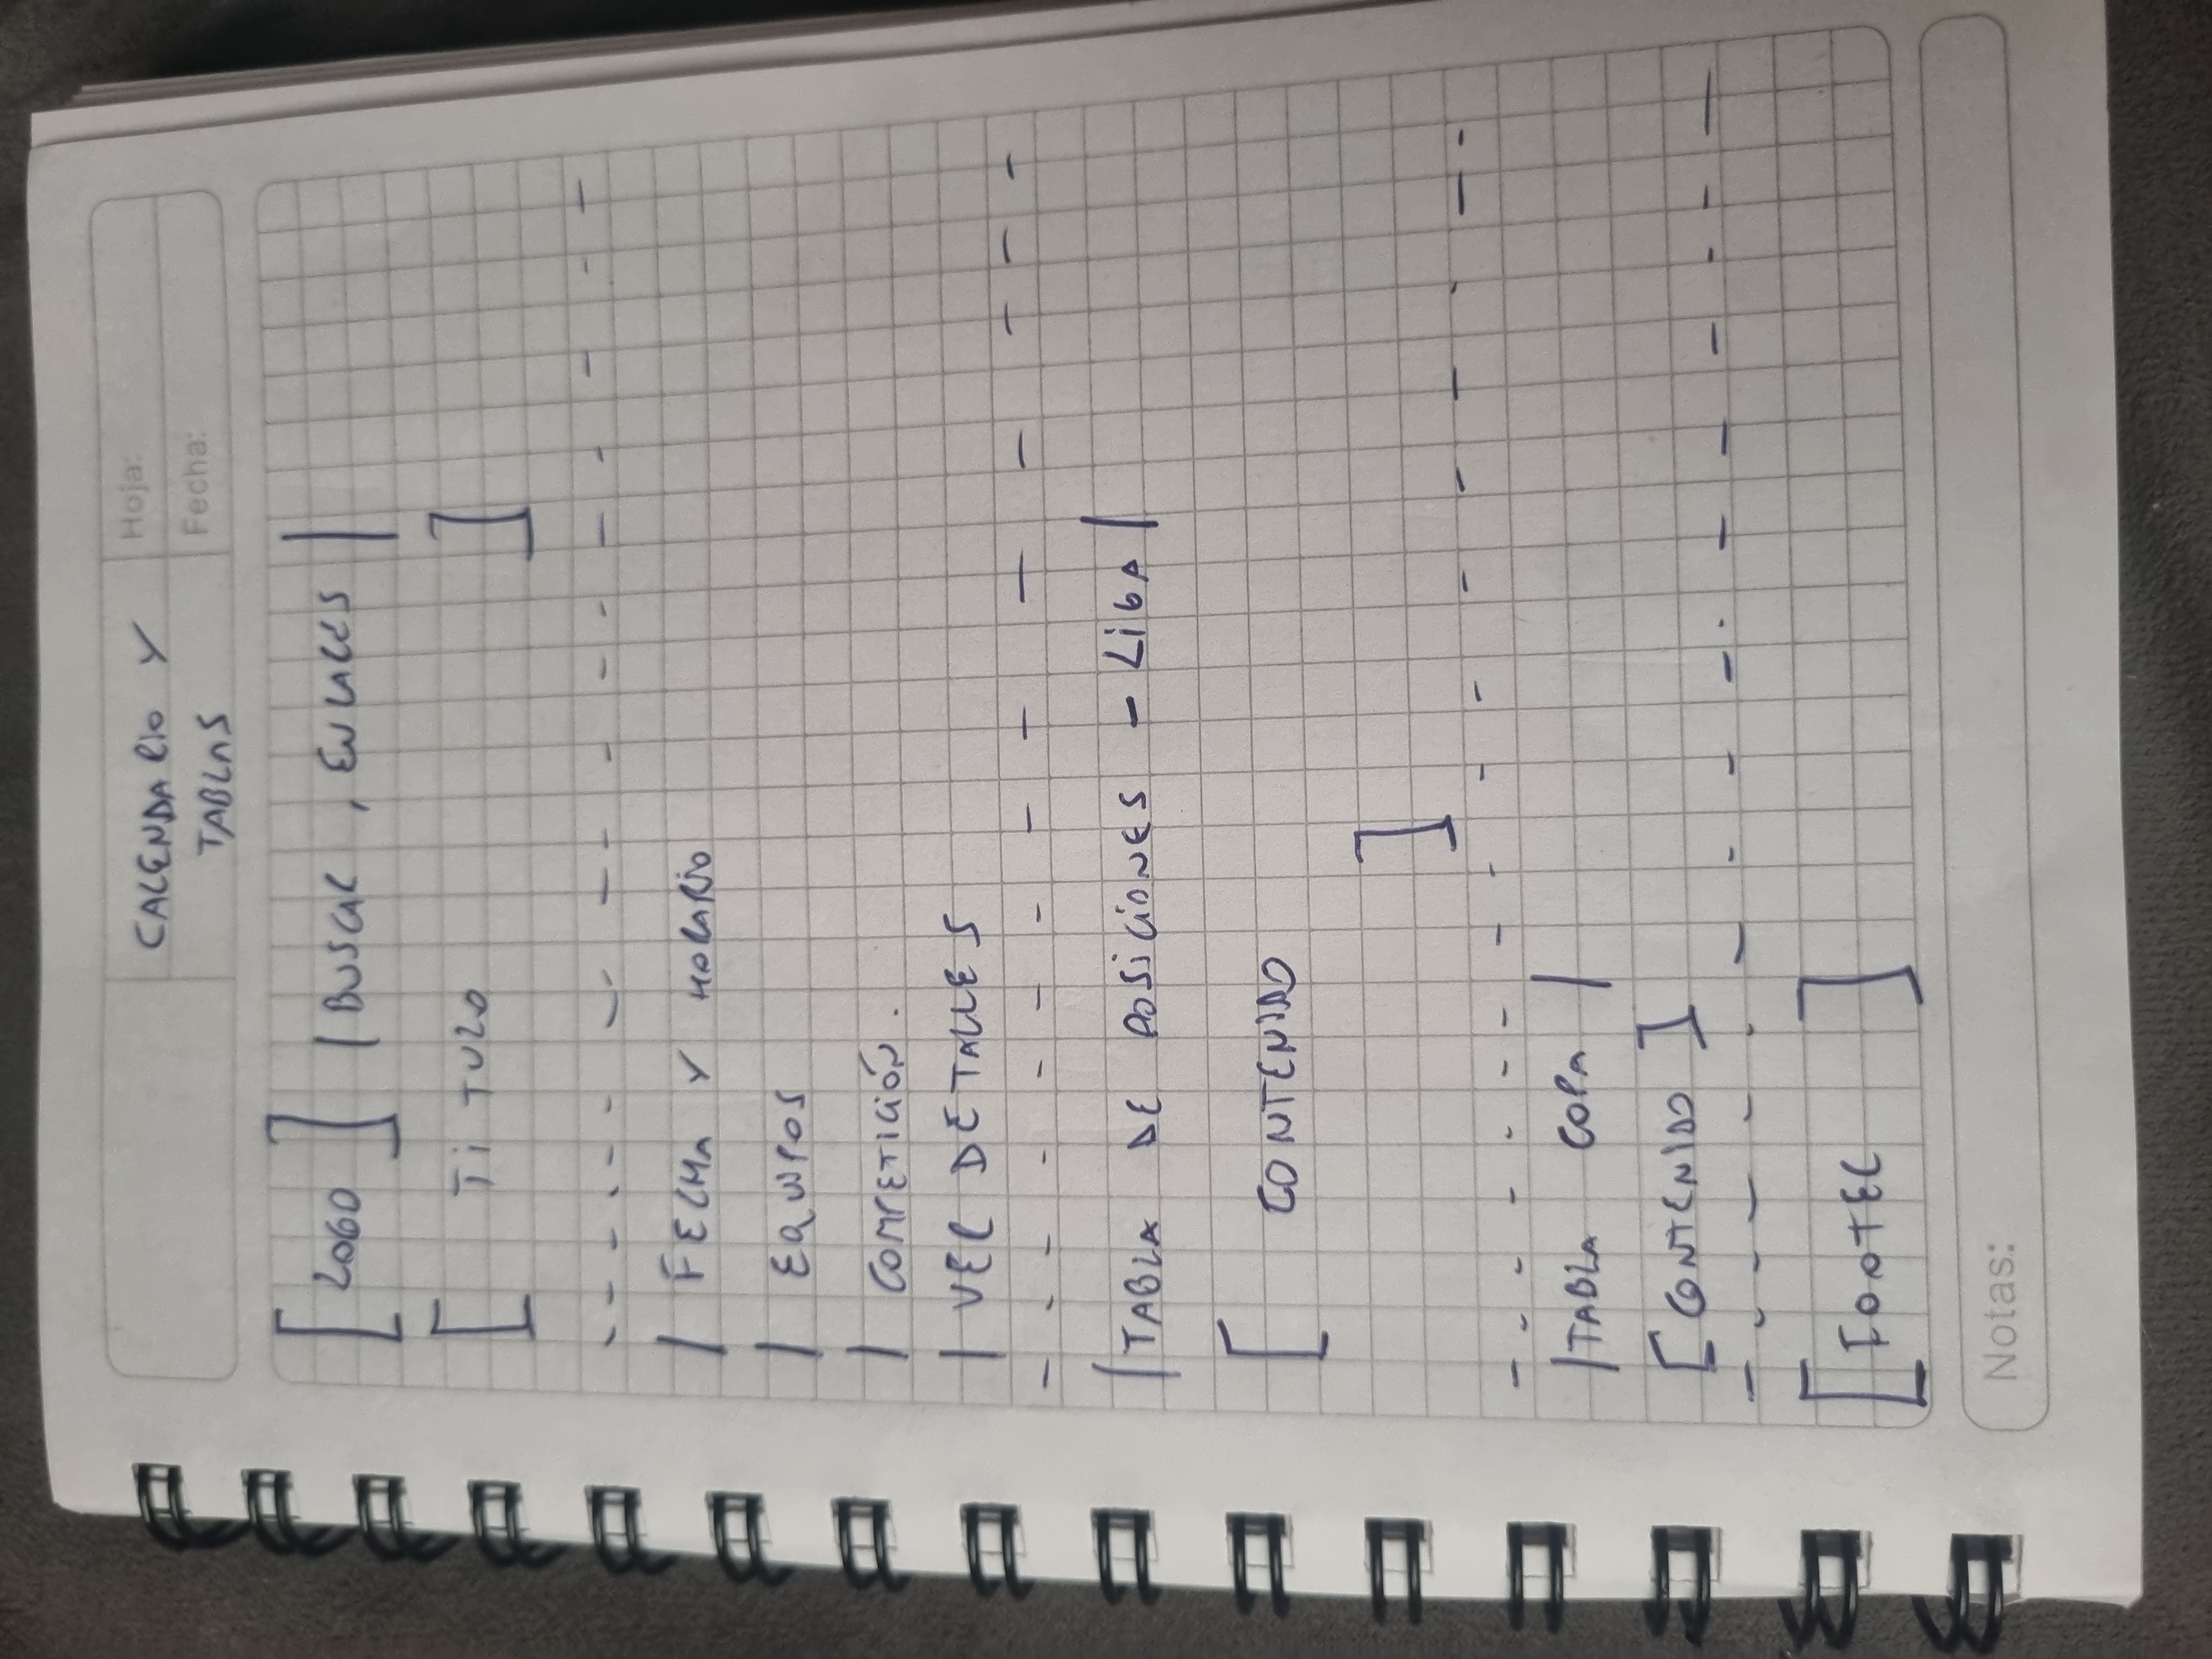 CALENDARIO Y
TABLAS
Hoja:
Fecha:
[LOGO] | BUSCAR , ENLACES |
[ TiTULO ]
| FECHA Y HORARiO
| EQUIPOS
| COMPETICIÓN.
| VER DETALLES
| TABLA DE POSiCiONES - LiGA |
[ CONTENIDO
]
| TABLA COPA |
[CONTENIDO]
[FOOTER ]
Notas: